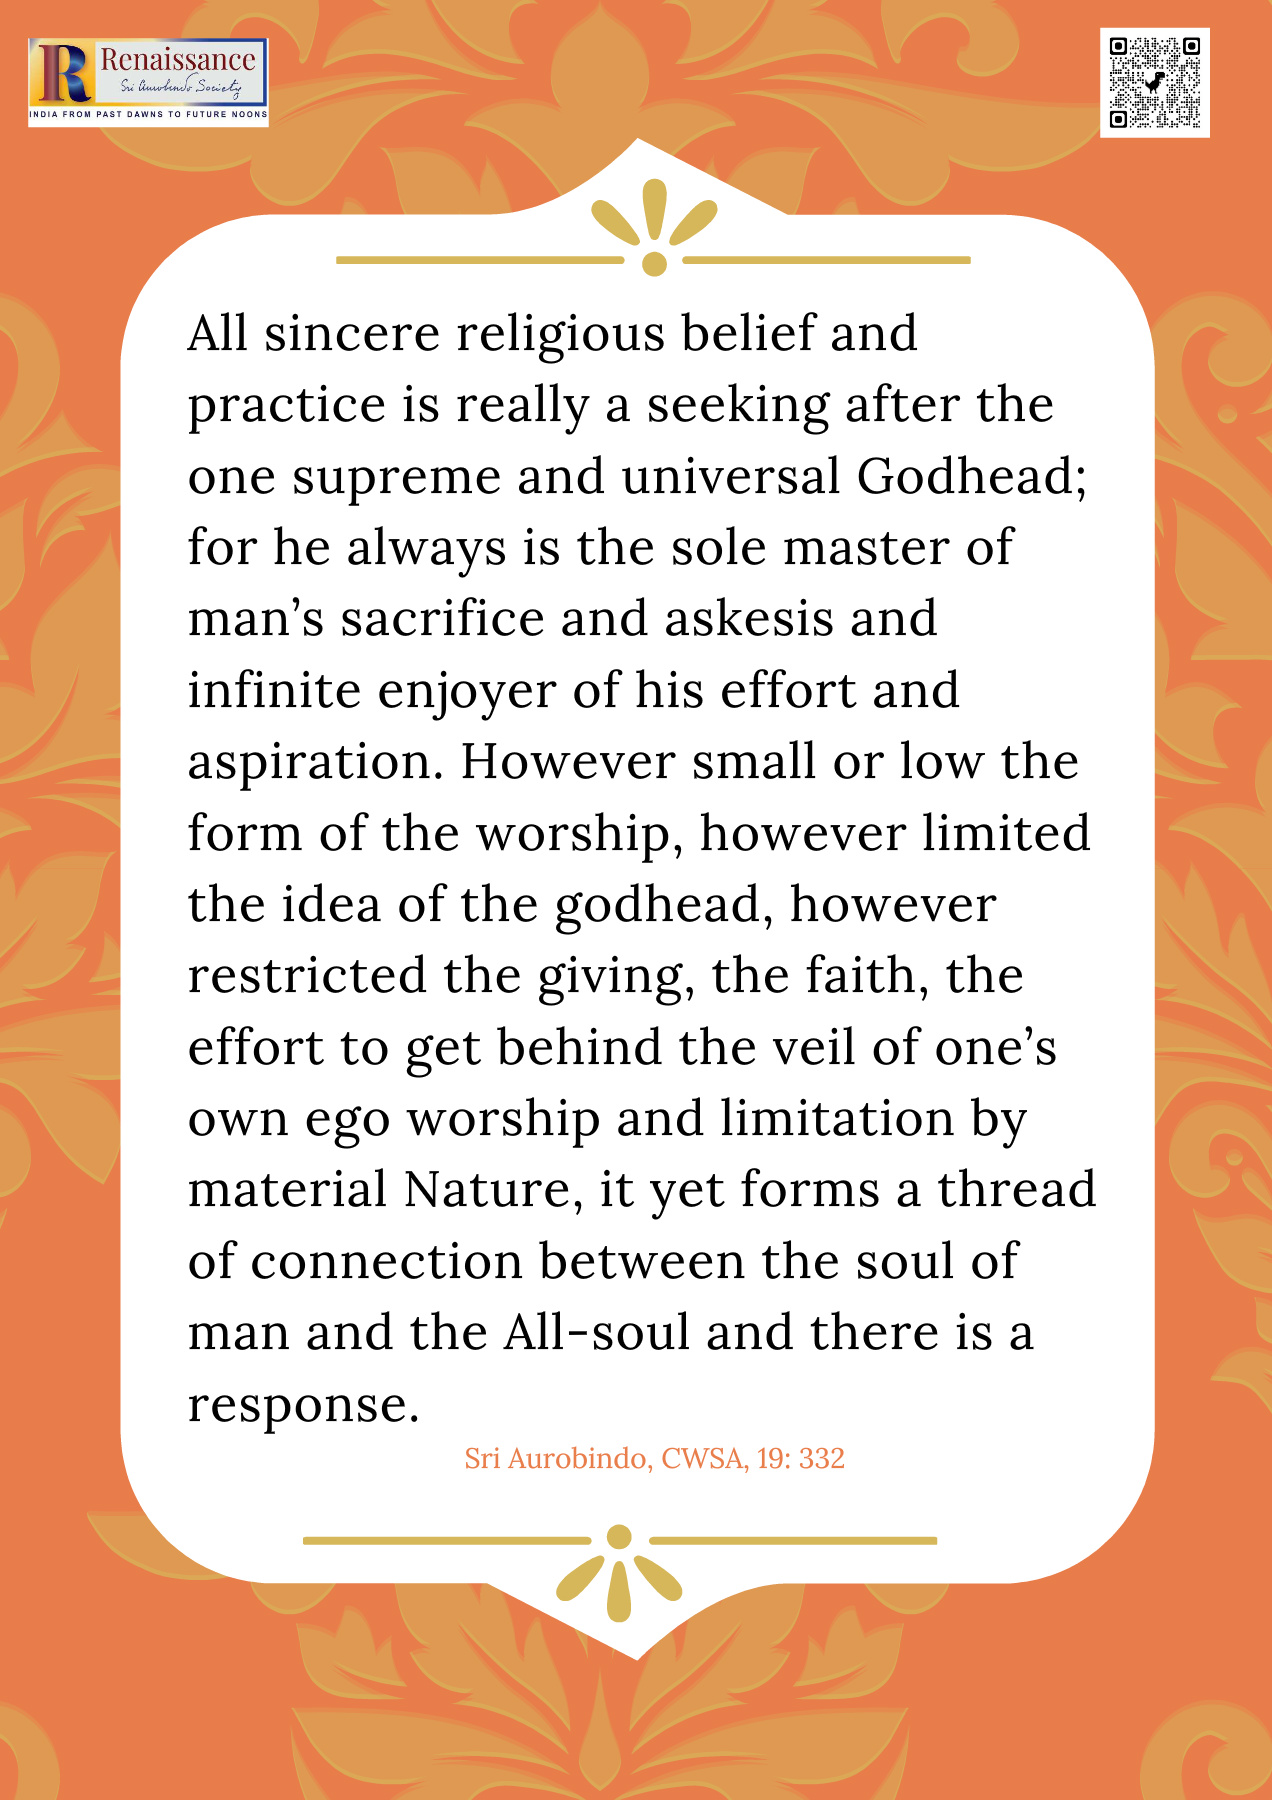 Renaissance
Sri Aurobindo Society
INDIA FROM PAST DAWNS TO FUTURE NOONS
All sincere religious belief and
practice is really a seeking after the
one supreme and universal Godhead;
for he always is the sole master of
man’s sacrifice and askesis and
infinite enjoyer of his effort and
aspiration. However small or low the
form of the worship, however limited
the idea of the godhead, however
restricted the giving, the faith, the
effort to get behind the veil of one’s
own ego worship and limitation by
material Nature, it yet forms a thread
of connection between the soul of
man and the All-soul and there is a
response.
Sri Aurobindo, CWSA, 19: 332